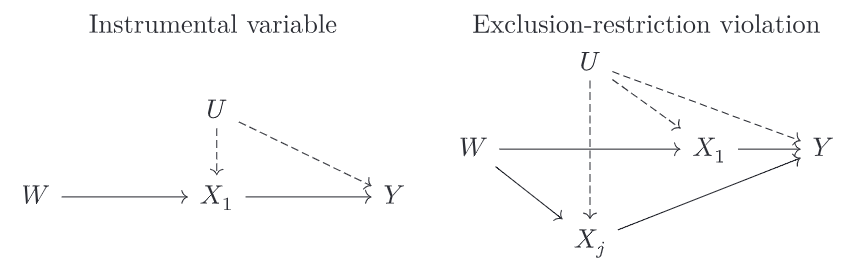 Instrumental variable
U
W X₁ Y
Exclusion-restriction violation
U
W X₁ Y
Xⱼ